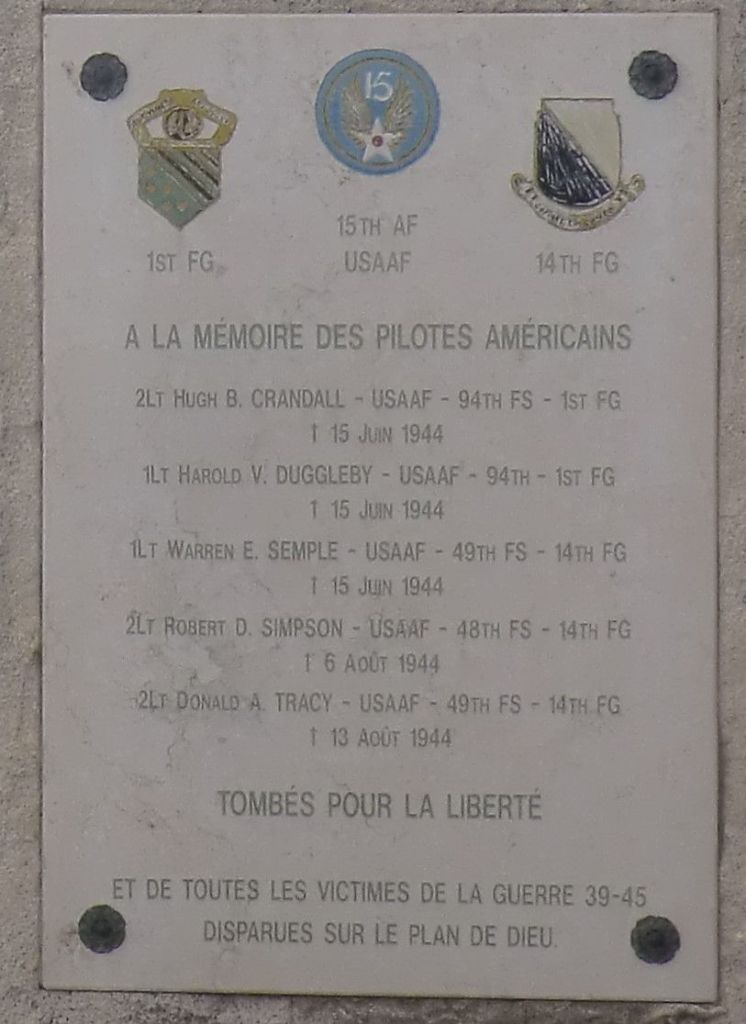 15
15TH AF
1ST FG USAAF 14TH FG
A LA MÉMOIRE DES PILOTES AMÉRICAINS
2LT HUGH B. CRANDALL - USAAF - 94TH FS - 1ST FG
† 15 JUIN 1944
1LT HAROLD V. DUGGLEBY - USAAF - 94TH - 1ST FG
† 15 JUIN 1944
1LT WARREN E. SEMPLE - USAAF - 49TH FS - 14TH FG
† 15 JUIN 1944
2LT ROBERT D. SIMPSON - USAAF - 48TH FS - 14TH FG
† 6 AOÛT 1944
2LT DONALD A. TRACY - USAAF - 49TH FS - 14TH FG
† 13 AOÛT 1944
TOMBÉS POUR LA LIBERTÉ
ET DE TOUTES LES VICTIMES DE LA GUERRE 39-45
DISPARUES SUR LE PLAN DE DIEU.